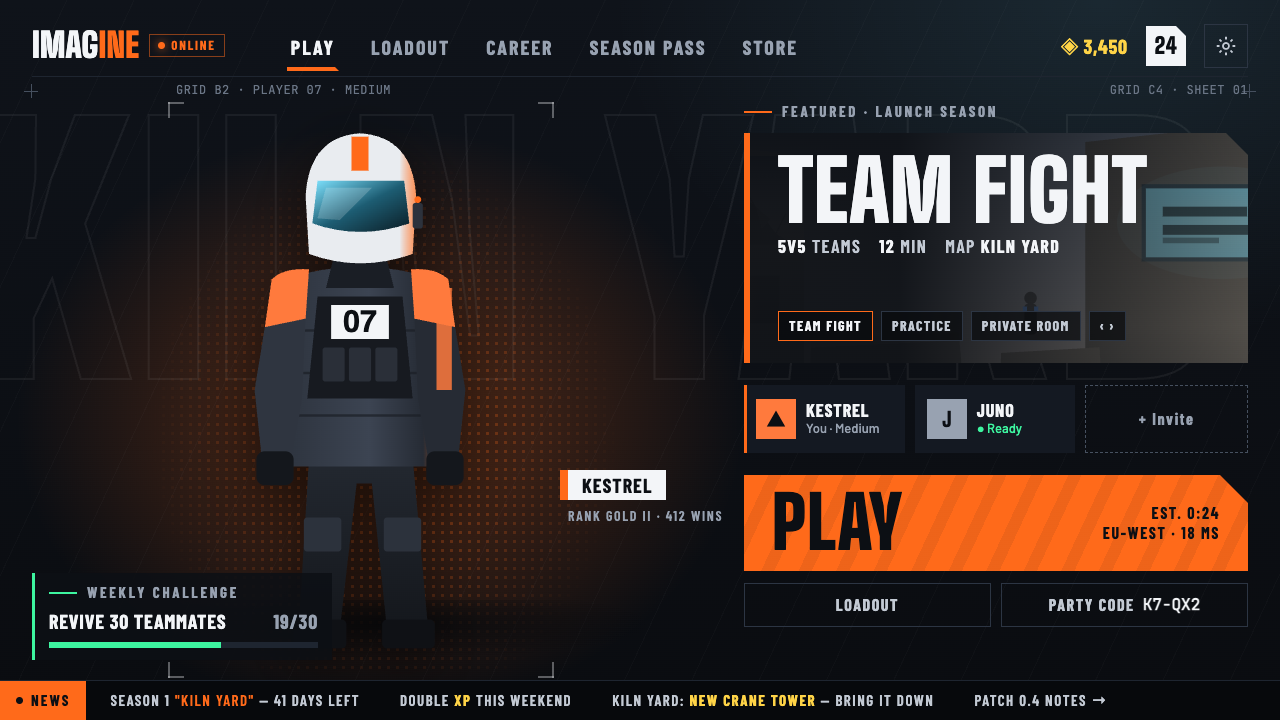 IMAGINE
ONLINE
PLAY LOADOUT CAREER SEASON PASS STORE
3,450
24
GRID B2 · PLAYER 07 · MEDIUM
GRID C4 · SHEET 01
KILN YARD
FEATURED · LAUNCH SEASON
TEAM FIGHT
5V5 TEAMS 12 MIN MAP KILN YARD
TEAM FIGHT PRACTICE PRIVATE ROOM ‹ ›
07
KESTREL
You · Medium
J
JUNO
Ready
+ Invite
KESTREL
RANK GOLD II · 412 WINS
PLAY
EST. 0:24
EU-WEST · 18 MS
LOADOUT
PARTY CODE K7-QX2
WEEKLY CHALLENGE
REVIVE 30 TEAMMATES 19/30
NEWS
SEASON 1 "KILN YARD" — 41 DAYS LEFT
DOUBLE XP THIS WEEKEND
KILN YARD: NEW CRANE TOWER — BRING IT DOWN
PATCH 0.4 NOTES →